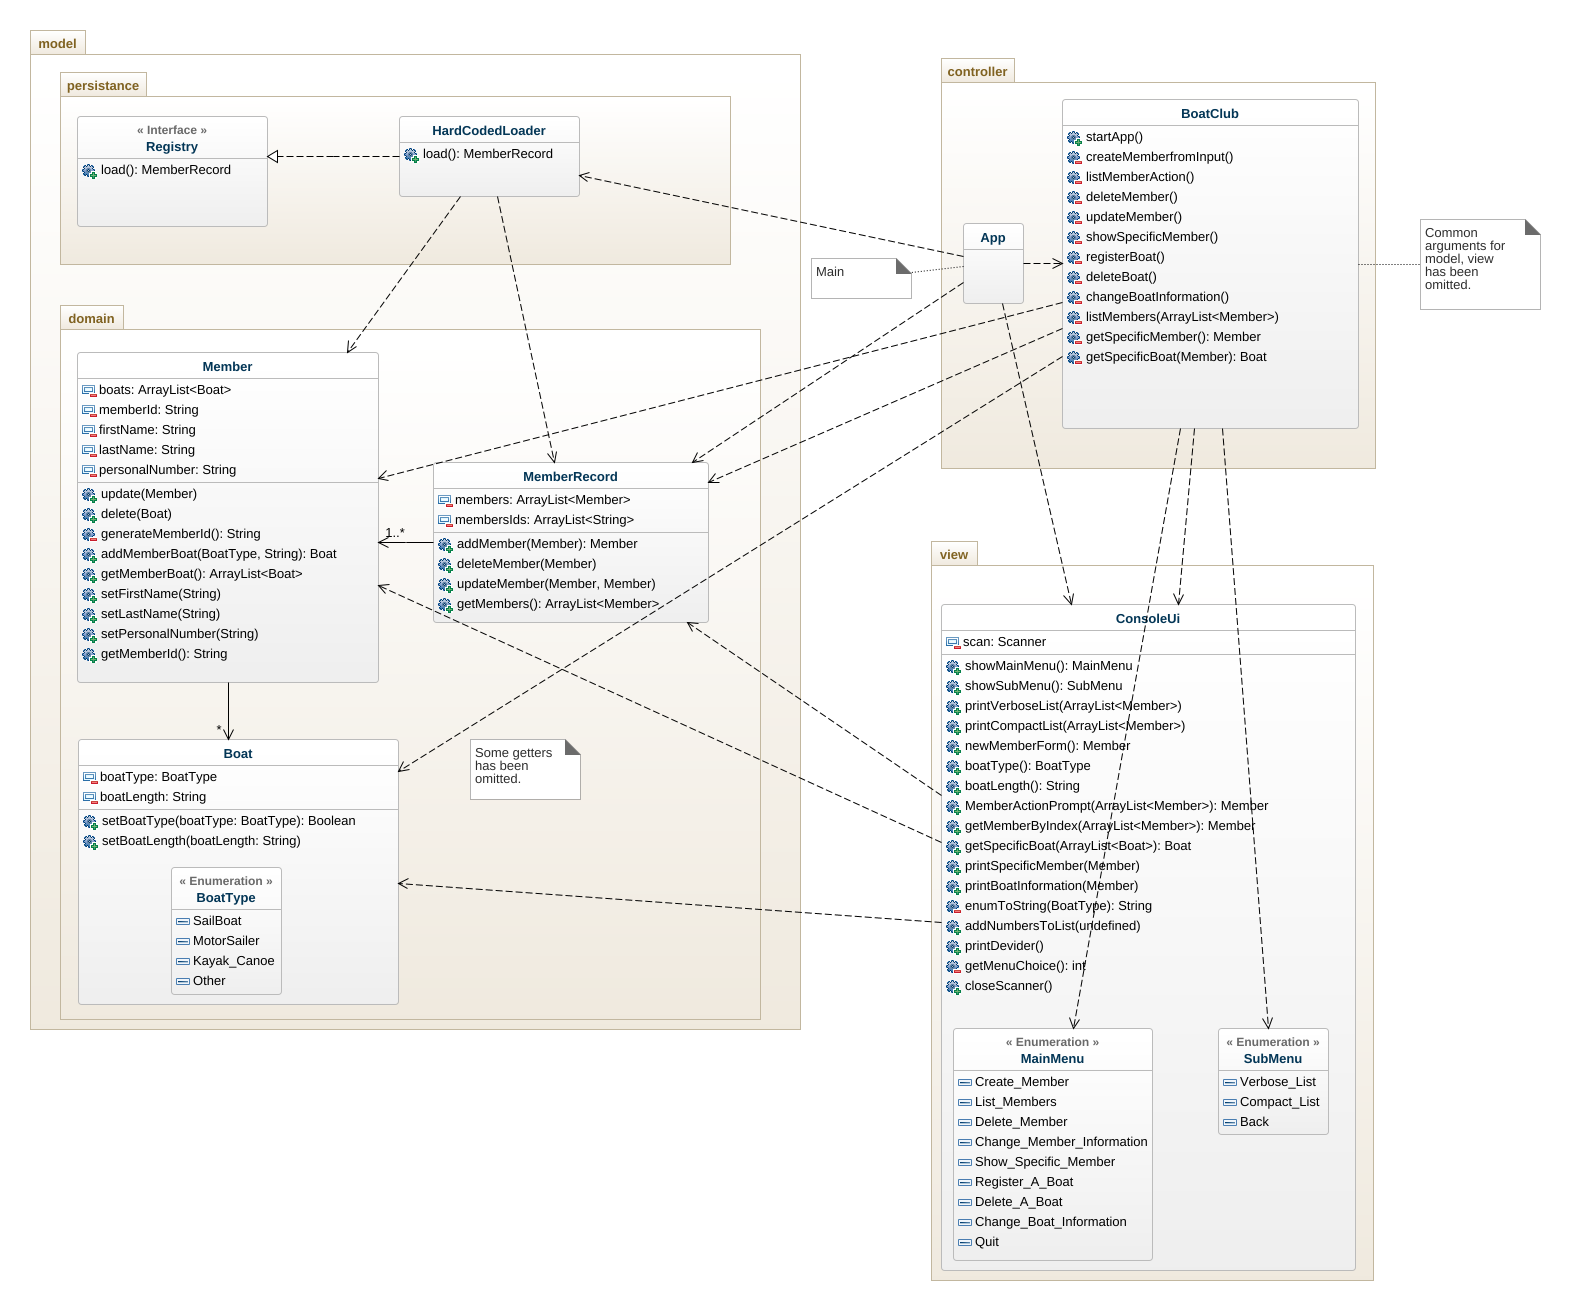 model
persistance
« Interface »
Registry
load(): MemberRecord
HardCodedLoader
load(): MemberRecord
domain
Member
boats: ArrayList<Boat>
memberId: String
firstName: String
lastName: String
personalNumber: String
update(Member)
delete(Boat)
generateMemberId(): String
addMemberBoat(BoatType, String): Boat
getMemberBoat(): ArrayList<Boat>
setFirstName(String)
setLastName(String)
setPersonalNumber(String)
getMemberId(): String
1..*
MemberRecord
members: ArrayList<Member>
membersIds: ArrayList<String>
addMember(Member): Member
deleteMember(Member)
updateMember(Member, Member)
getMembers(): ArrayList<Member>
*
Boat
boatType: BoatType
boatLength: String
setBoatType(boatType: BoatType): Boolean
setBoatLength(boatLength: String)
« Enumeration »
BoatType
SailBoat
MotorSailer
Kayak_Canoe
Other
Some getters
has been
omitted.
controller
App
Main
BoatClub
startApp()
createMemberfromInput()
listMemberAction()
deleteMember()
updateMember()
showSpecificMember()
registerBoat()
deleteBoat()
changeBoatInformation()
listMembers(ArrayList<Member>)
getSpecificMember(): Member
getSpecificBoat(Member): Boat
Common
arguments for
model, view
has been
omitted.
view
ConsoleUi
scan: Scanner
showMainMenu(): MainMenu
showSubMenu(): SubMenu
printVerboseList(ArrayList<Member>)
printCompactList(ArrayList<Member>)
newMemberForm(): Member
boatType(): BoatType
boatLength(): String
MemberActionPrompt(ArrayList<Member>): Member
getMemberByIndex(ArrayList<Member>): Member
getSpecificBoat(ArrayList<Boat>): Boat
printSpecificMember(Member)
printBoatInformation(Member)
enumToString(BoatType): String
addNumbersToList(undefined)
printDevider()
getMenuChoice(): int
closeScanner()
« Enumeration »
MainMenu
Create_Member
List_Members
Delete_Member
Change_Member_Information
Show_Specific_Member
Register_A_Boat
Delete_A_Boat
Change_Boat_Information
Quit
« Enumeration »
SubMenu
Verbose_List
Compact_List
Back